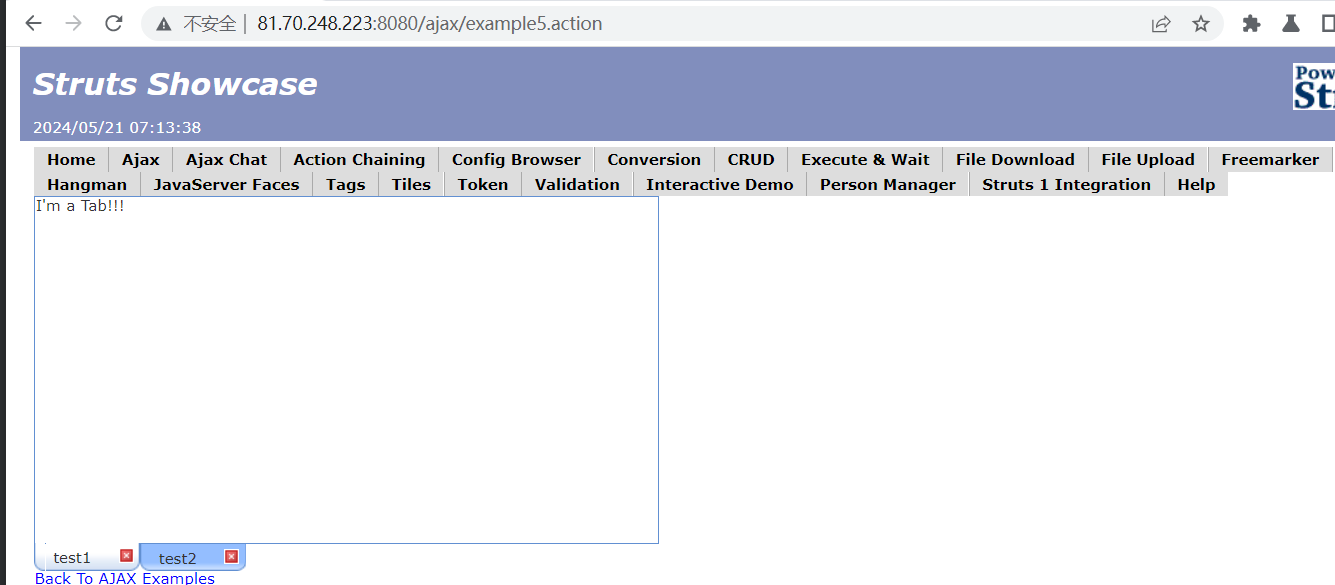 不安全 81.70.248.223:8080/ajax/example5.action
Struts Showcase
Pow
Str
2024/05/21 07:13:38
Home Ajax Ajax Chat Action Chaining Config Browser Conversion CRUD Execute & Wait File Download File Upload Freemarker
Hangman JavaServer Faces Tags Tiles Token Validation Interactive Demo Person Manager Struts 1 Integration Help
I'm a Tab!!!
test1 test2
Back To AJAX Examples